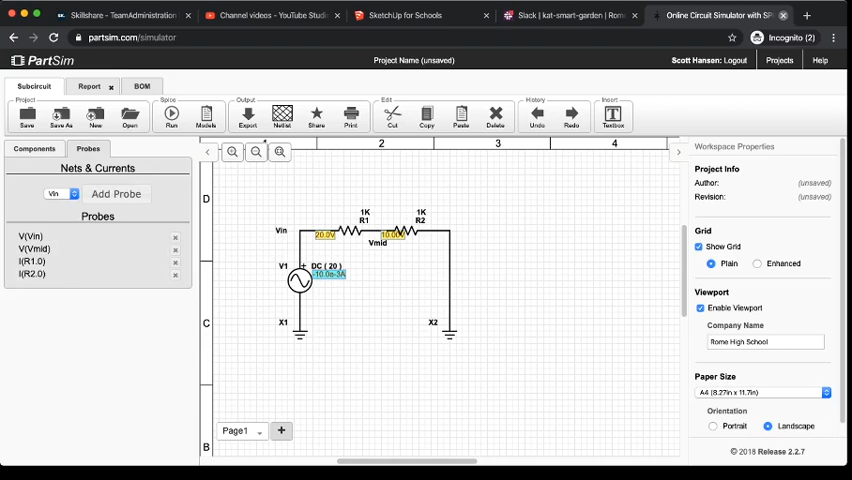 Skillshare - TeamAdministration
Channel videos - YouTube Studi
SketchUp for Schools
Slack | kat-smart-garden | Rome
Online Circuit Simulator with SP
partsim.com/simulator
Incognito (2)
PartSim
Project Name (unsaved)
Scott Hansen: Logout
Projects
Help
Subcircuit
Report
BOM
Project
Spice
Output
Edit
History
Insert
Save
Save As
New
Open
Run
Models
Export
Netlist
Share
Print
Cut
Copy
Paste
Delete
Undo
Redo
Textbox
Components
Probes
Nets & Currents
Vin
Add Probe
Probes
V(Vin)
V(Vmid)
I(R1.0)
I(R2.0)
2
3
4
D
C
B
1K
R1
1K
R2
Vin
20.0V
10.00V
Vmid
V1
DC ( 20 )
-10.0e-3A
X1
X2
Page1
Workspace Properties
Project Info
Author:
(unsaved)
Revision:
(unsaved)
Grid
Show Grid
Plain
Enhanced
Viewport
Enable Viewport
Company Name
Rome High School
Paper Size
A4 (8.27in x 11.7in)
Orientation
Portrait
Landscape
© 2018 Release 2.2.7